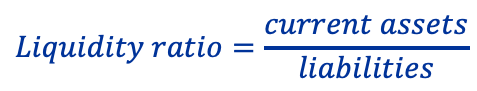 Liquidity ratio = current assets / liabilities